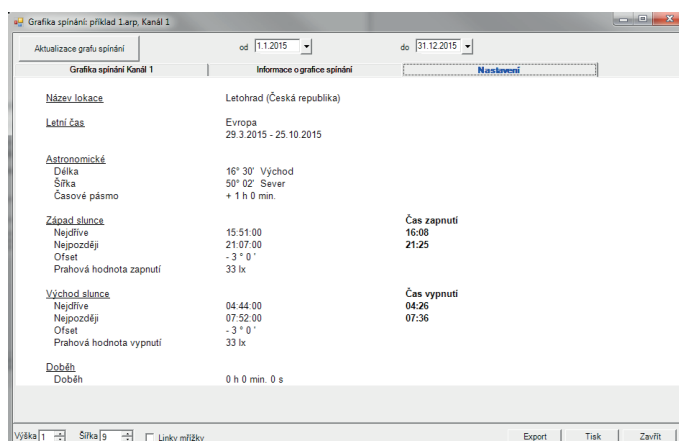 Grafika spínání: příklad 1.arp, Kanál 1
Aktualizace grafu spínání od 1.1.2015 do 31.12.2015
Grafika spínání Kanál 1 Informace o grafice spínání Nastavení
Název lokace Letohrad (Česká republika)
Letní čas Evropa
29.3.2015 - 25.10.2015
Astronomické
Délka 16° 30' Východ
Šířka 50° 02' Sever
Časové pásmo + 1 h 0 min.
Západ slunce Čas zapnutí
Nejdříve 15:51:00 16:08
Nejpozději 21:07:00 21:25
Ofset - 3 ° 0 '
Prahová hodnota zapnutí 33 lx
Východ slunce Čas vypnutí
Nejdříve 04:44:00 04:26
Nejpozději 07:52:00 07:36
Ofset - 3 ° 0 '
Prahová hodnota vypnutí 33 lx
Doběh
Doběh 0 h 0 min. 0 s
Výška 1 Šířka 9 Linky mřížky Export Tisk Zavřít